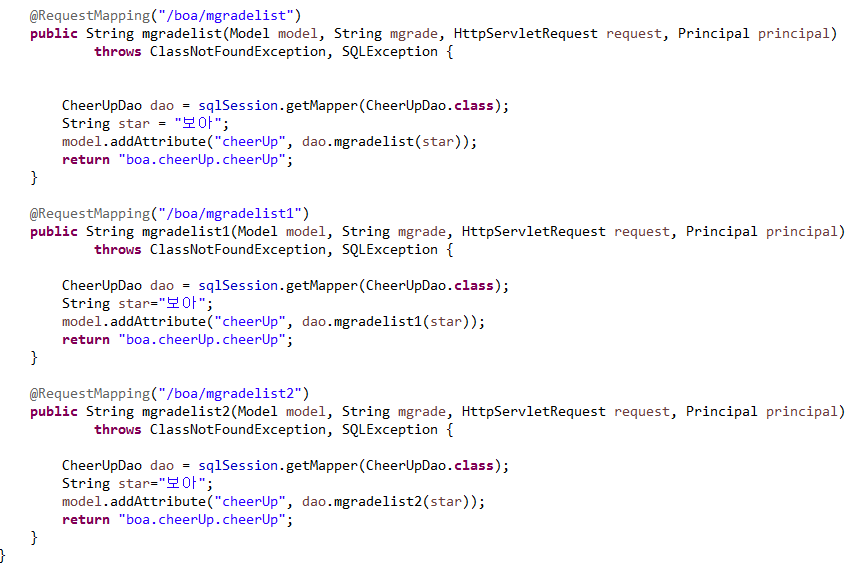 @RequestMapping("/boa/mgradelist")
public String mgradelist(Model model, String mgrade, HttpServletRequest request, Principal principal)
throws ClassNotFoundException, SQLException {
CheerUpDao dao = sqlSession.getMapper(CheerUpDao.class);
String star = "보아";
model.addAttribute("cheerUp", dao.mgradelist(star));
return "boa.cheerUp.cheerUp";
}
@RequestMapping("/boa/mgradelist1")
public String mgradelist1(Model model, String mgrade, HttpServletRequest request, Principal principal)
throws ClassNotFoundException, SQLException {
CheerUpDao dao = sqlSession.getMapper(CheerUpDao.class);
String star="보아";
model.addAttribute("cheerUp", dao.mgradelist1(star));
return "boa.cheerUp.cheerUp";
}
@RequestMapping("/boa/mgradelist2")
public String mgradelist2(Model model, String mgrade, HttpServletRequest request, Principal principal)
throws ClassNotFoundException, SQLException {
CheerUpDao dao = sqlSession.getMapper(CheerUpDao.class);
String star="보아";
model.addAttribute("cheerUp", dao.mgradelist2(star));
return "boa.cheerUp.cheerUp";
}
}